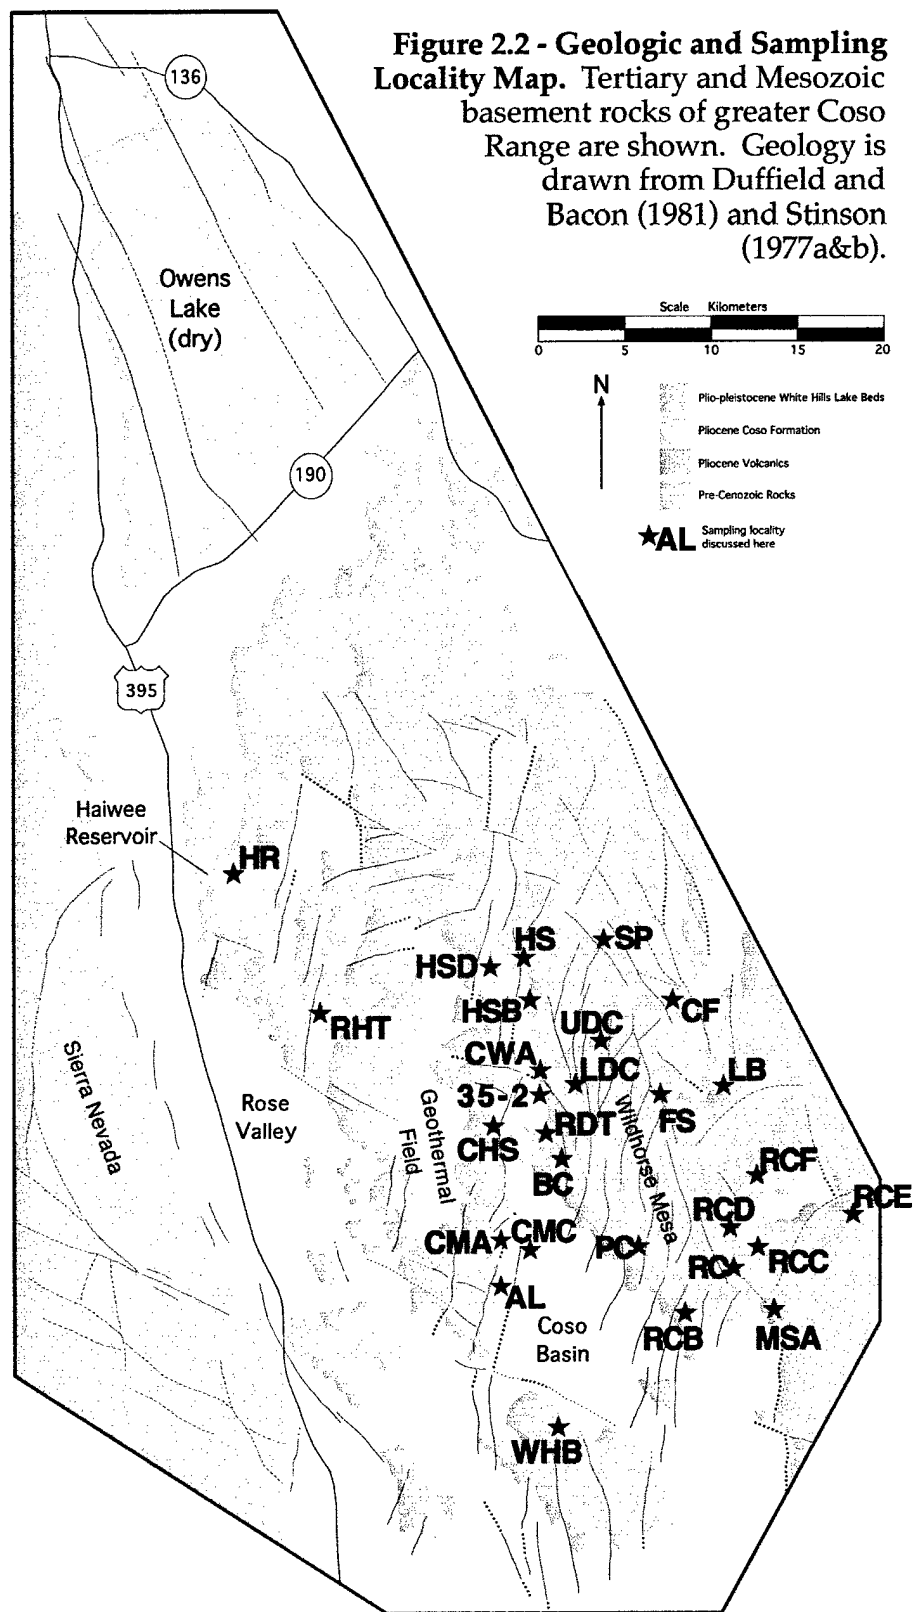 Figure 2.2 - Geologic and Sampling
Locality Map. Tertiary and Mesozoic
basement rocks of greater Coso
Range are shown. Geology is
drawn from Duffield and
Bacon (1981) and Stinson
(1977a&b).
136
Owens
Lake
(dry)
Scale Kilometers
0 5 10 15 20
N
Plio-pleistocene White Hills Lake Beds
Pliocene Coso Formation
Pliocene Volcanics
Pre-Cenozoic Rocks
AL
Sampling locality
discussed here
190
395
Haiwee
Reservoir
HR
HS
SP
HSD
HSB
CF
RHT
UDC
CWA
LDC
LB
35-2
FS
Sierra Nevada
Rose
Valley
Geothermal
Field
Wildhorse Mesa
RDT
CHS
BC
RCF
RCE
RCD
CMA
CMC
PC
RC
RCC
AL
Coso
Basin
RCB
MSA
WHB